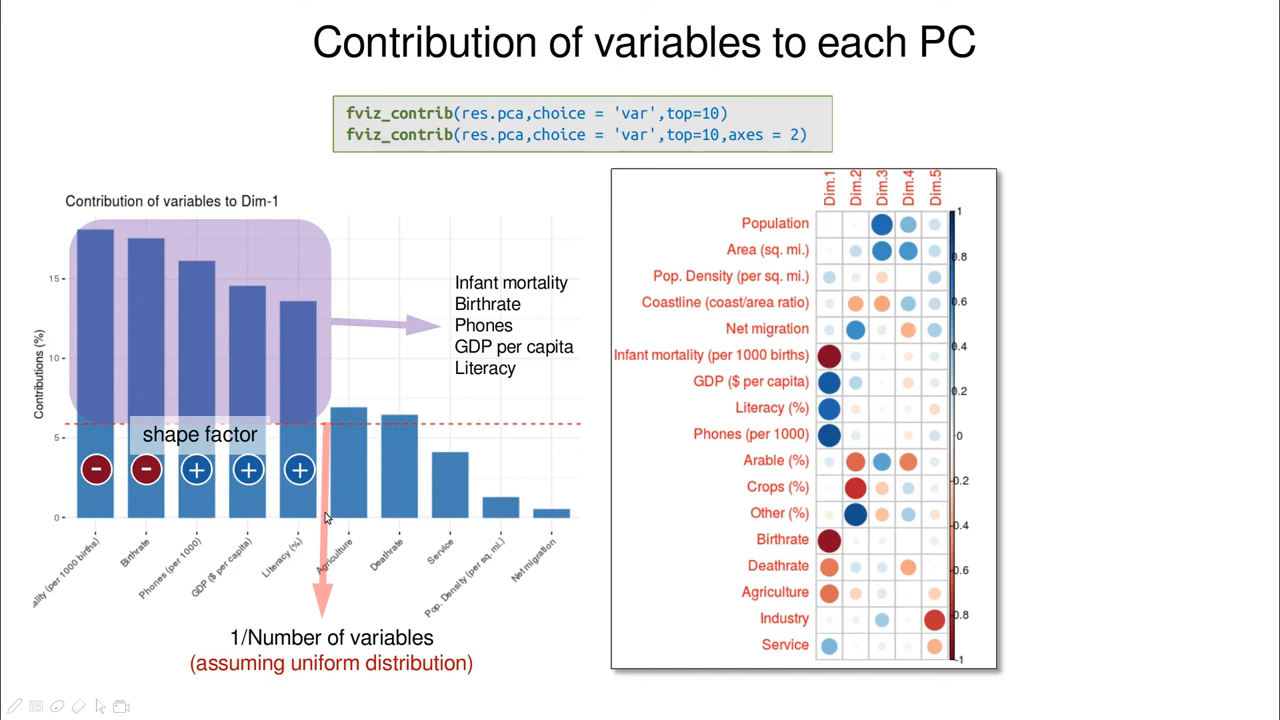 Contribution of variables to each PC
fviz_contrib(res.pca,choice = 'var',top=10)
fviz_contrib(res.pca,choice = 'var',top=10,axes = 2)
Contribution of variables to Dim-1
Contributions (%)
15
10
5
0
shape factor
Infant mortality
Birthrate
Phones
GDP per capita
Literacy
ality (per 1000 births)
Birthrate
Phones (per 1000)
GDP ($ per capita)
Literacy (%)
Agriculture
Deathrate
Service
Pop. Density (per sq. mi.)
Net migration
1/Number of variables
(assuming uniform distribution)
Dim.1
Dim.2
Dim.3
Dim.4
Dim.5
Population
Area (sq. mi.)
Pop. Density (per sq. mi.)
Coastline (coast/area ratio)
Net migration
Infant mortality (per 1000 births)
GDP ($ per capita)
Literacy (%)
Phones (per 1000)
Arable (%)
Crops (%)
Other (%)
Birthrate
Deathrate
Agriculture
Industry
Service
1
0.8
0.6
0.4
0.2
0
-0.2
-0.4
-0.6
-0.8
-1